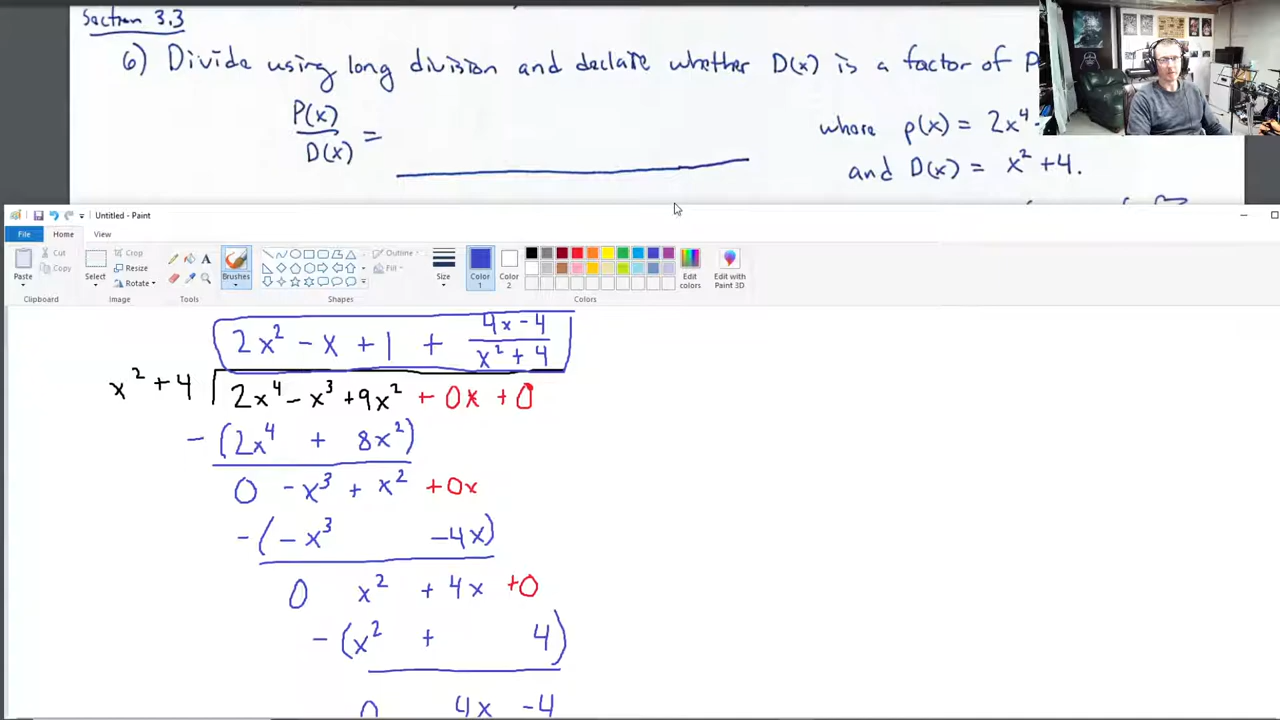 Section 3.3
6) Divide using long division and declare whether D(x) is a factor of P
P(x)
D(x) =
where p(x) = 2x⁴
and D(x) = x² + 4.
Untitled - Paint
File Home View
Paste
Cut
Copy
Clipboard
Select
Crop
Resize
Rotate
Image
Tools
Brushes
Outline
Fill
Shapes
Size
Color 1
Color 2
Edit colors
Edit with Paint 3D
Colors
2x² - x + 1 + (4x - 4)/(x² + 4)
x² + 4 2x⁴ - x³ + 9x² + 0x + 0
- (2x⁴ + 8x²)
0 - x³ + x² + 0x
- (- x³ - 4x)
0 x² + 4x + 0
- (x² + 4)
0 4x - 4